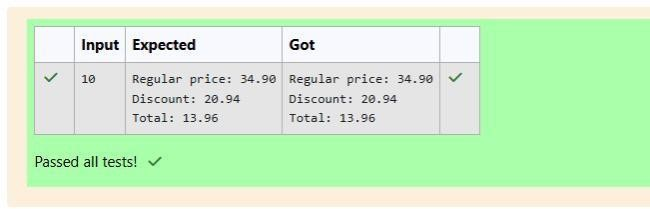 Input Expected Got
10 Regular price: 34.90 Regular price: 34.90
Discount: 20.94 Discount: 20.94
Total: 13.96 Total: 13.96
Passed all tests!